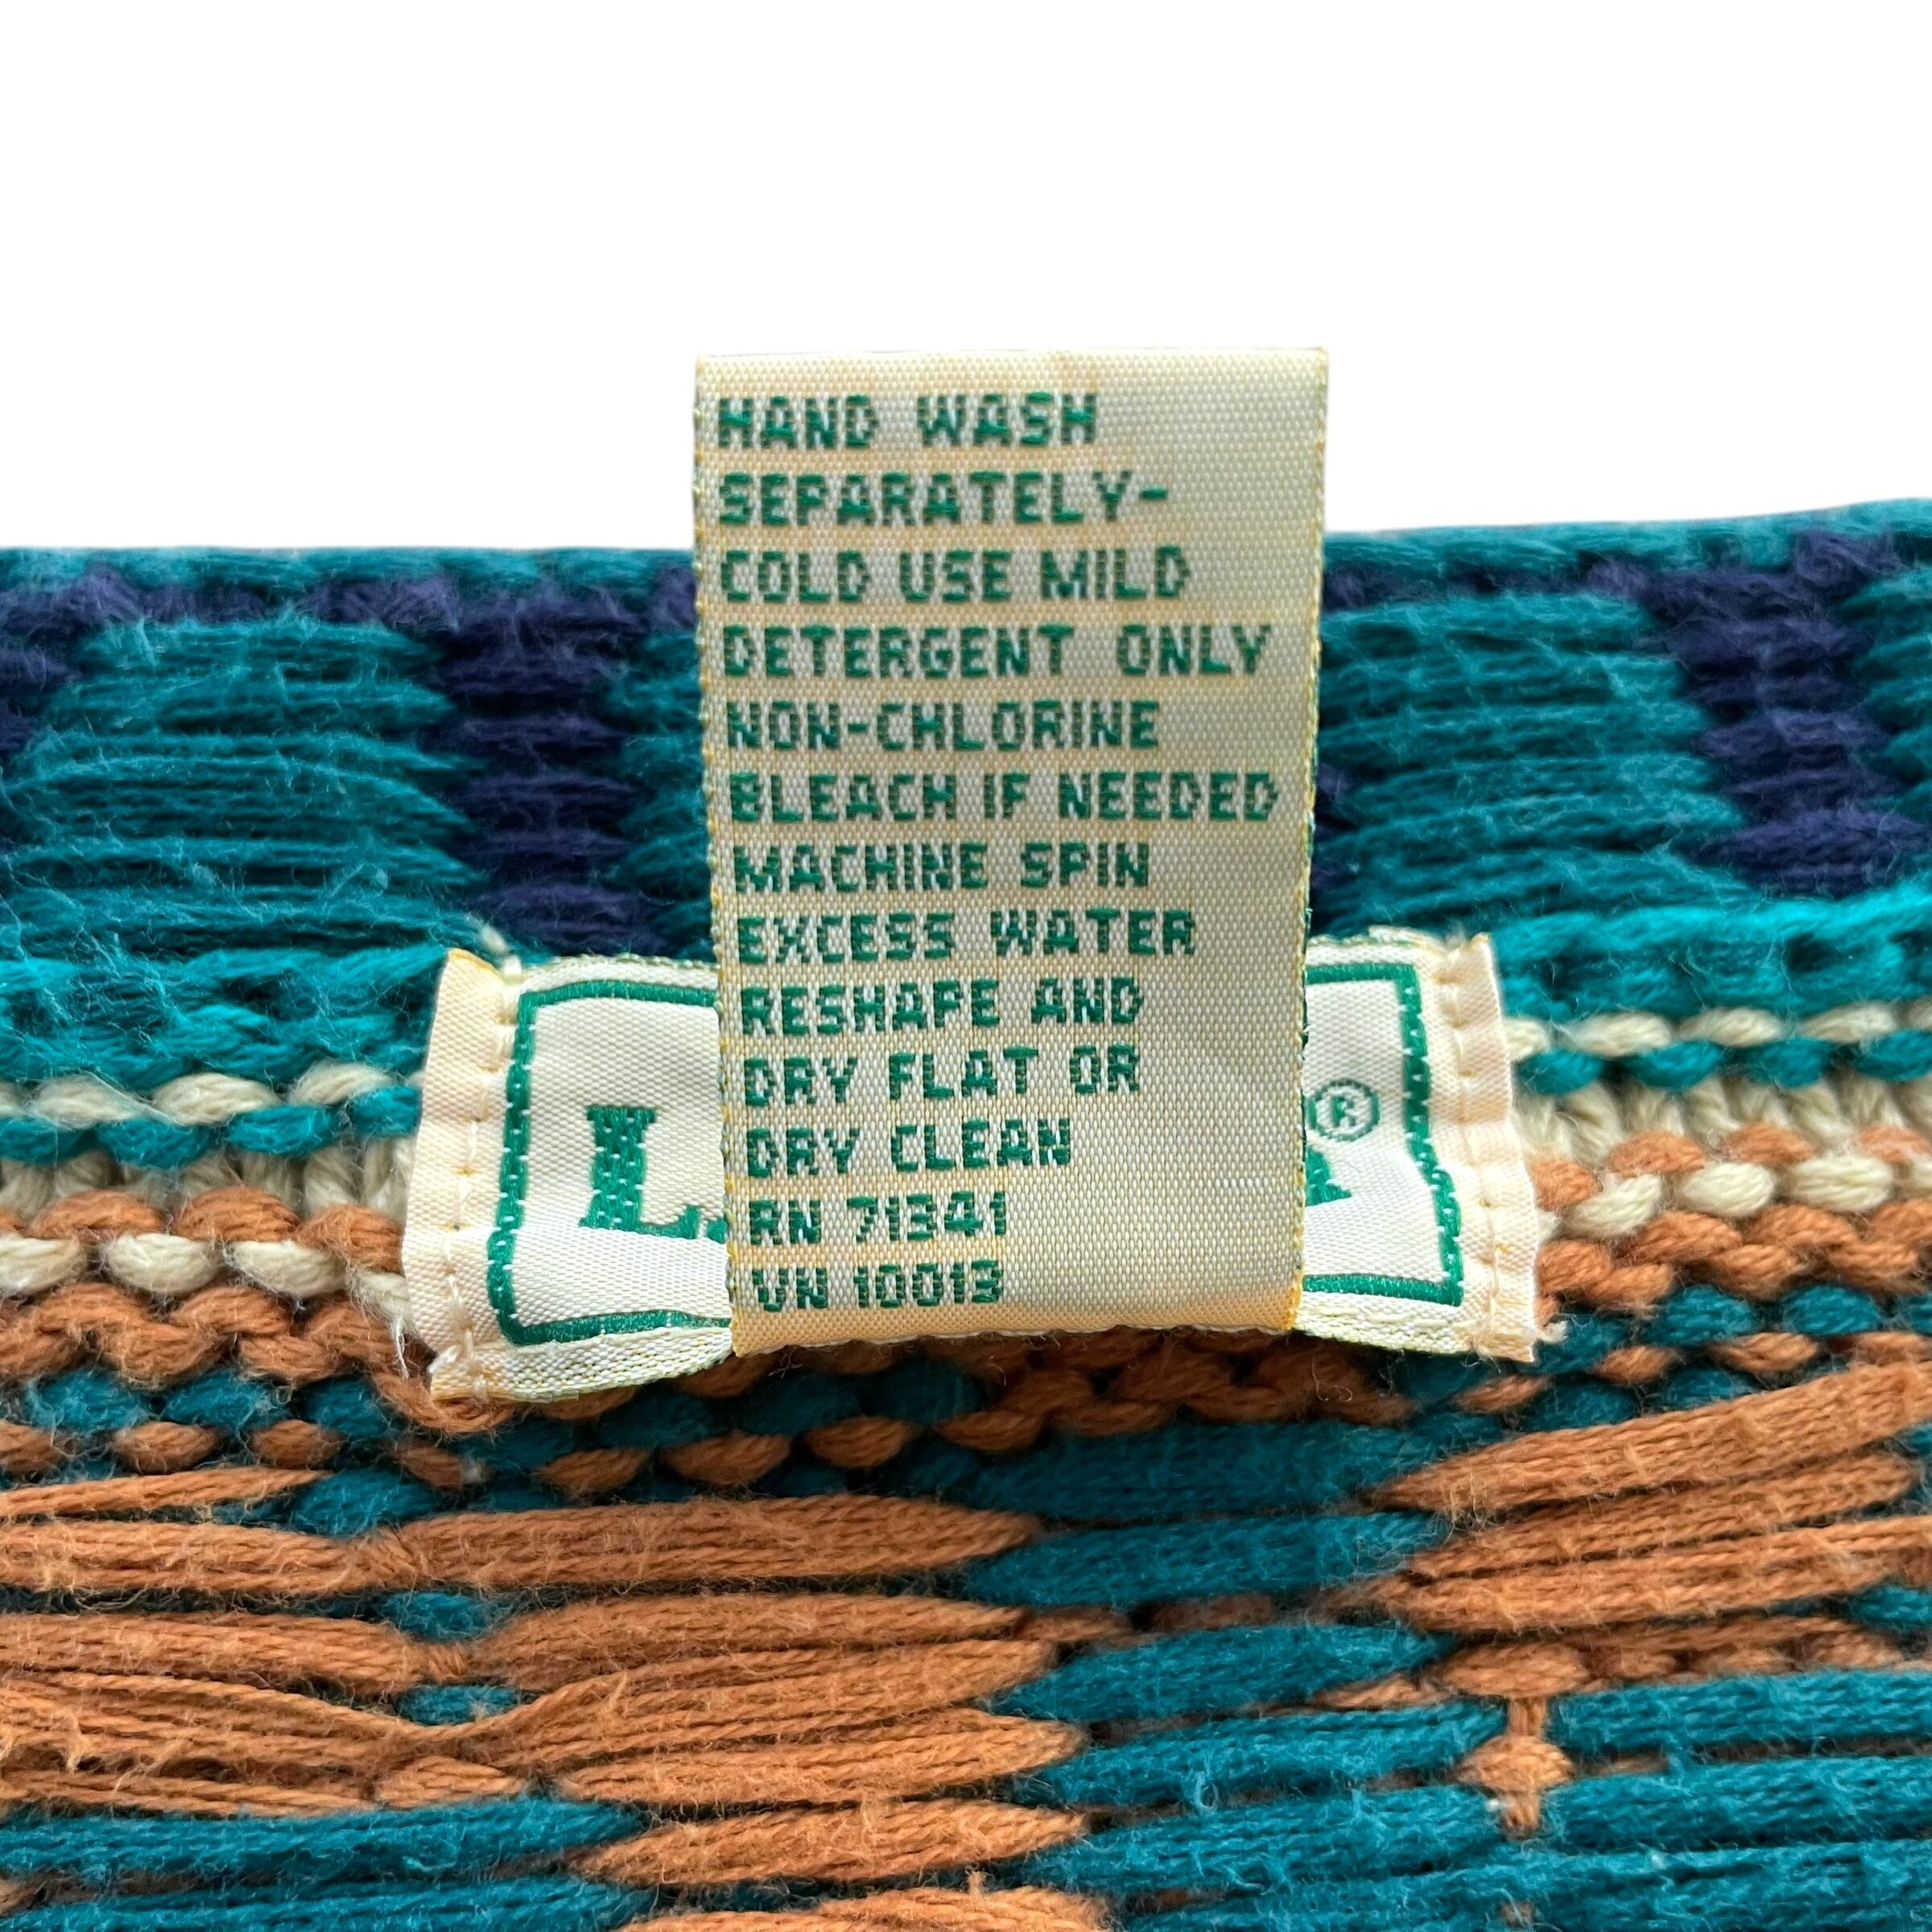 HAND WASH
SEPARATELY-
COLD USE MILD
DETERGENT ONLY
NON-CHLORINE
BLEACH IF NEEDED
MACHINE SPIN
EXCESS WATER
RESHAPE AND
DRY FLAT OR
DRY CLEAN
RN 71341
VN 10013
L. ®